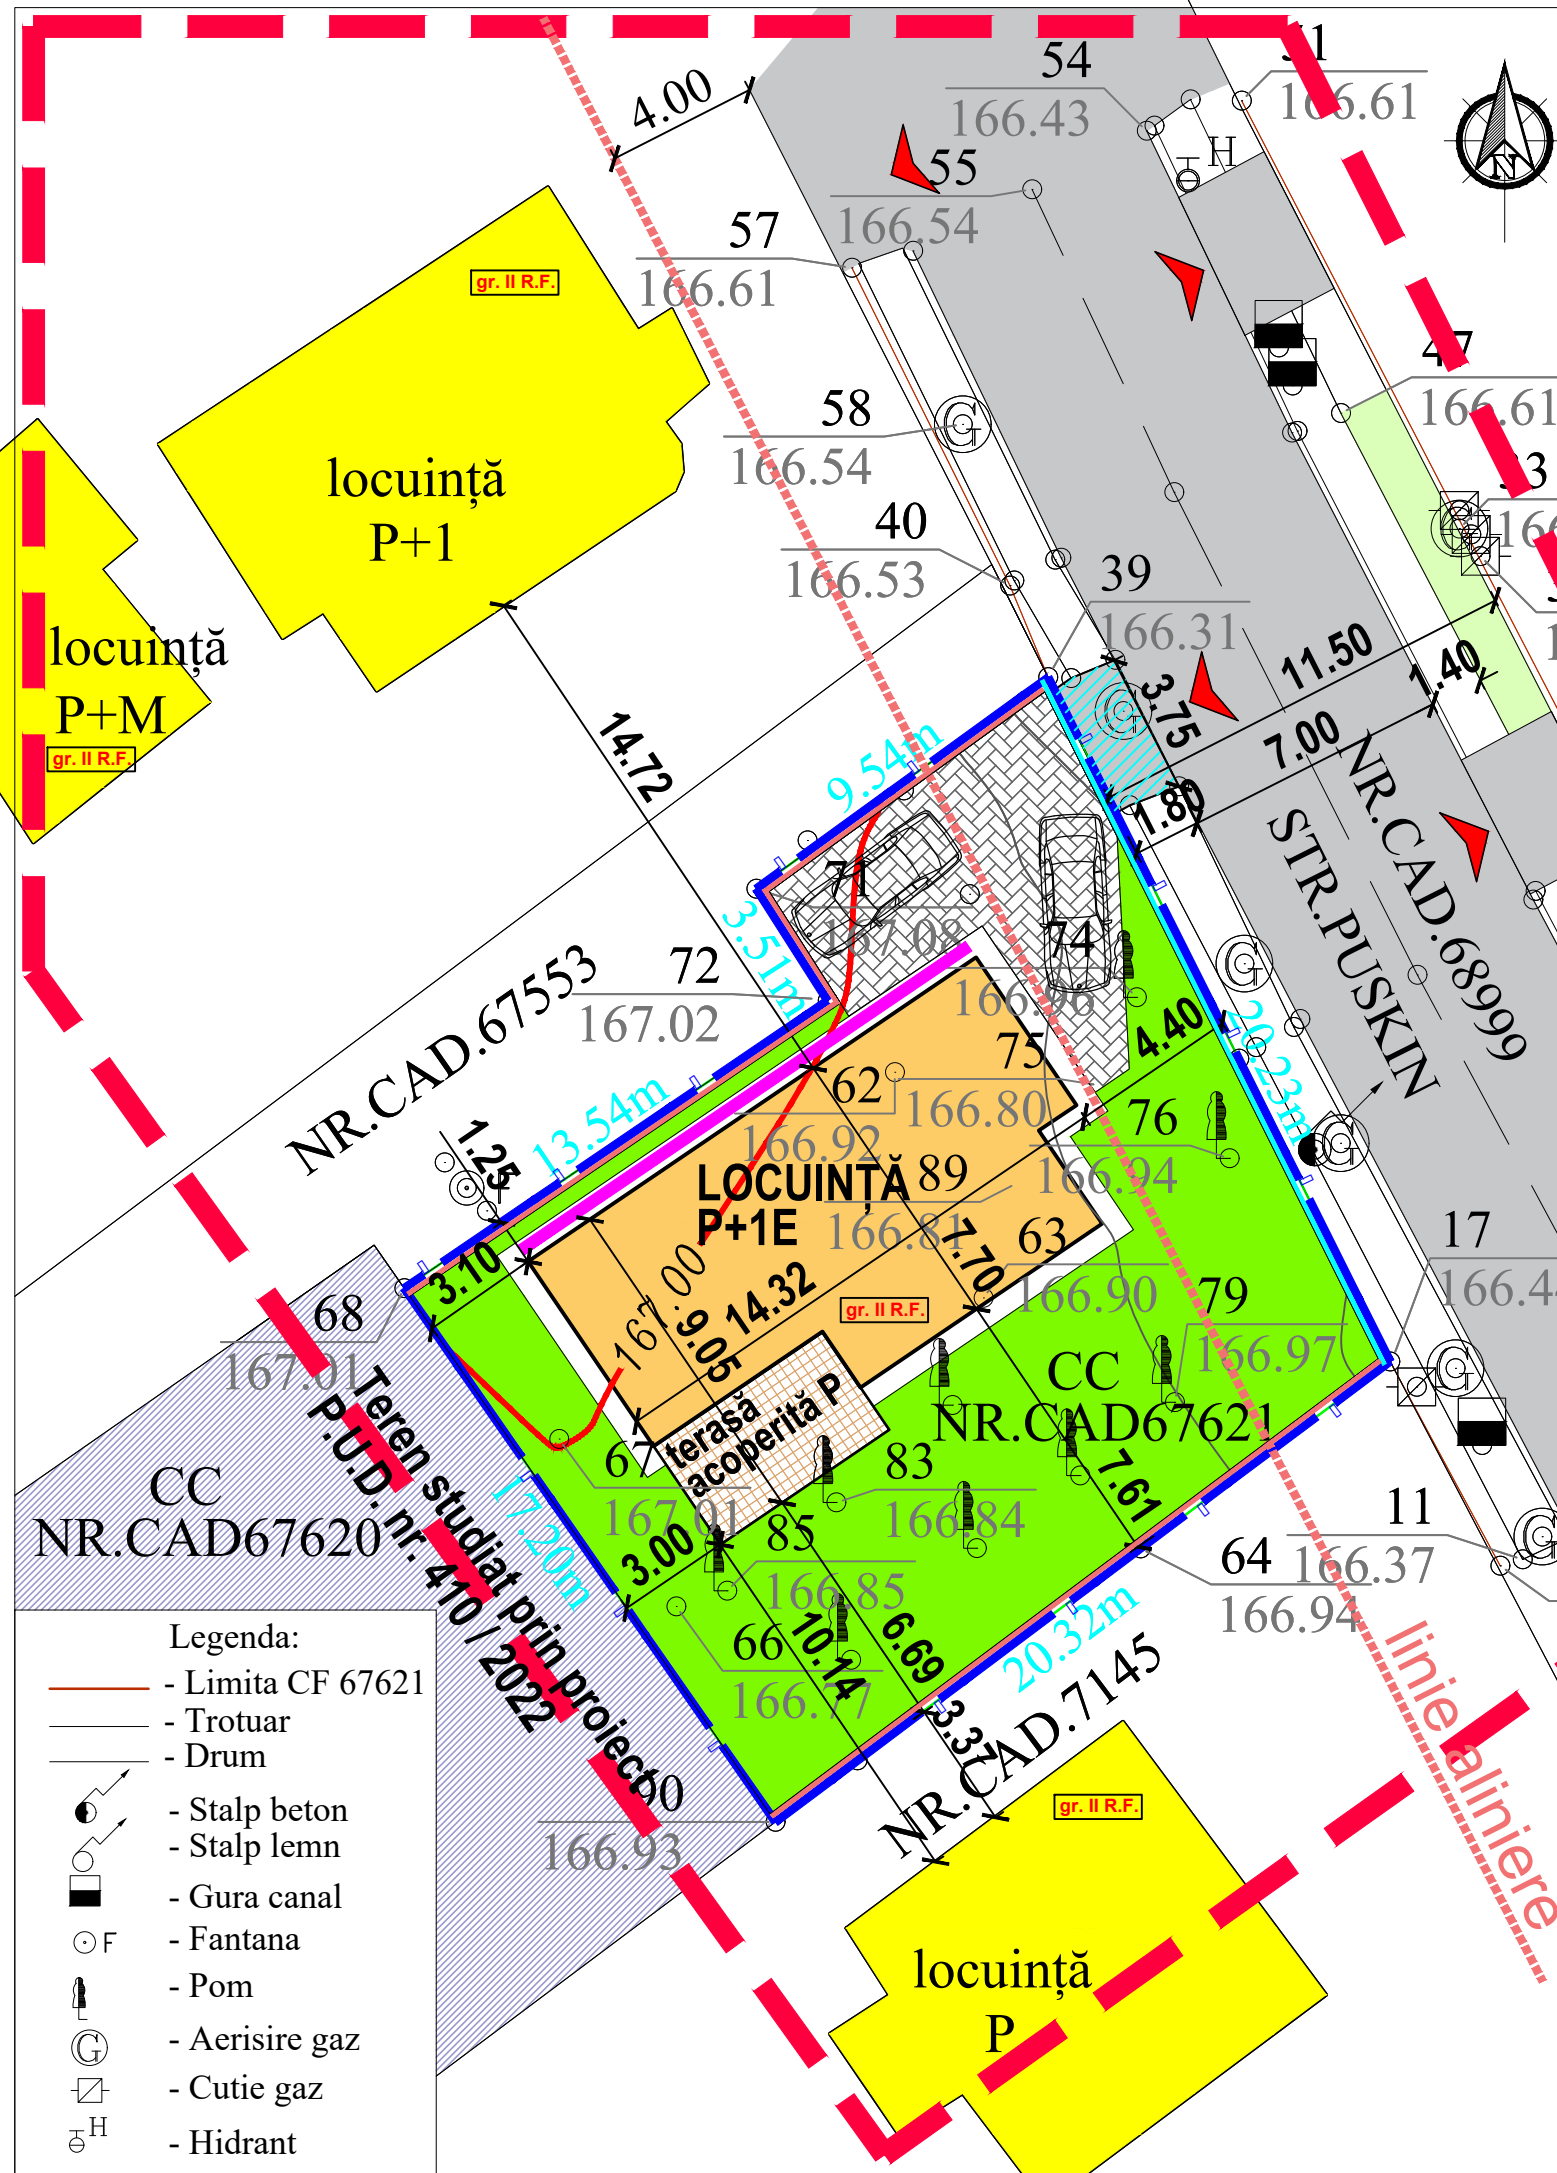 51
166.61
54
166.43
4.00
H
N
55
166.54
57
166.61
gr. II R.F.
47
166.61
58
G
166.54
locuință
P+1
33
40
166.53
39
166.31
11.50
1.40
3.75
7.00
1.80
locuință
P+M
gr. II R.F.
14.72
9.54m
NR.CAD.68999
STR.PUSKIN
71
167.08
3.51m
72
167.02
74
166.96
NR.CAD.67553
4.40
20.23m
75
166.80
62
166.92
76
166.94
1.25
13.54m
LOCUINȚĂ
P+1E
89
166.81
7.70
63
166.90
17
3.10
167.00
9.05
14.32
gr. II R.F.
79
166.97
68
167.01
CC
NR.CAD67621
terasă
acoperită P
67
167.01
83
166.84
7.61
CC
NR.CAD67620
17.20m
Teren studiat prin proiect
P.U.D. nr. 410 / 2022
3.00
85
166.85
11
166.37
64
166.94
66
166.77
10.14
6.69
20.32m
3.37
NR.CAD.7145
linie aliniere
90
166.93
gr. II R.F.
locuință
P
Legenda:
- Limita CF 67621
- Trotuar
- Drum
- Stalp beton
- Stalp lemn
- Gura canal
F - Fantana
- Pom
G - Aerisire gaz
- Cutie gaz
H - Hidrant